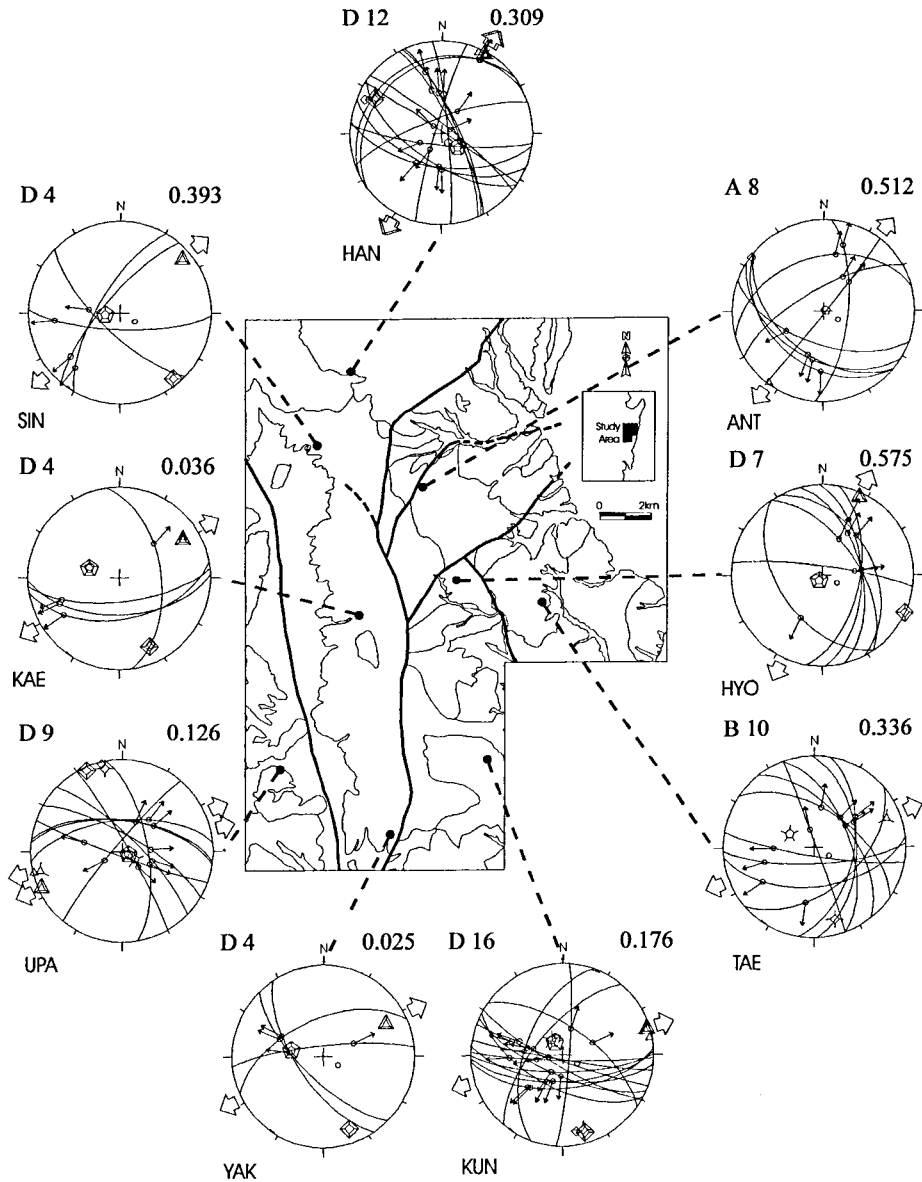 D 12 0.309
N
HAN
D 4 0.393
N
SIN
A 8 0.512
N
ANT
N
Study
Area
0 2km
D 4 0.036
N
KAE
D 7 0.575
N
HYO
D 9 0.126
N
UPA
B 10 0.336
N
TAE
D 4 0.025
N
YAK
D 16 0.176
N
KUN